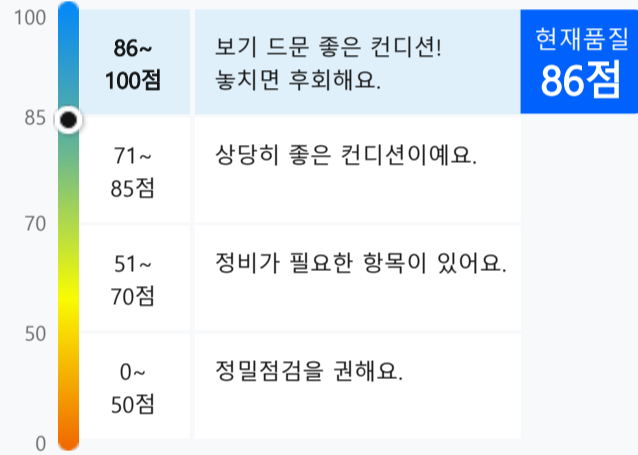 100
86~
100점
보기 드문 좋은 컨디션!
놓치면 후회해요.
현재품질
86점
85
71~
85점
상당히 좋은 컨디션이예요.
70
51~
70점
정비가 필요한 항목이 있어요.
50
0~
50점
정밀점검을 권해요.
0